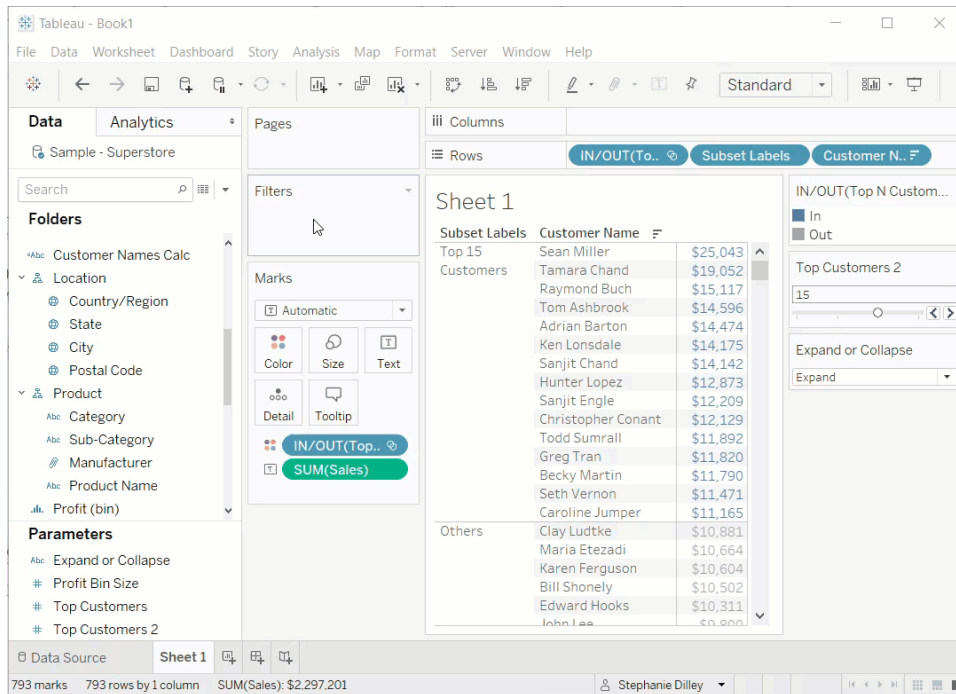 Tableau - Book1
File Data Worksheet Dashboard Story Analysis Map Format Server Window Help
Standard
Data Analytics
Sample - Superstore
Search
Folders
Abc Customer Names Calc
Location
Country/Region
State
City
Postal Code
Product
Abc Category
Abc Sub-Category
Manufacturer
Abc Product Name
Profit (bin)
Parameters
Abc Expand or Collapse
# Profit Bin Size
# Top Customers
# Top Customers 2
Pages
Filters
Marks
T Automatic
Color Size Text
Detail Tooltip
IN/OUT(Top..
T SUM(Sales)
iii Columns
Rows IN/OUT(To.. Subset Labels Customer N..
Sheet 1
Subset Labels Customer Name
Top 15 Sean Miller $25,043
Customers Tamara Chand $19,052
Raymond Buch $15,117
Tom Ashbrook $14,596
Adrian Barton $14,474
Ken Lonsdale $14,175
Sanjit Chand $14,142
Hunter Lopez $12,873
Sanjit Engle $12,209
Christopher Conant $12,129
Todd Sumrall $11,892
Greg Tran $11,820
Becky Martin $11,790
Seth Vernon $11,471
Caroline Jumper $11,165
Others Clay Ludtke $10,881
Maria Etezadi $10,664
Karen Ferguson $10,604
Bill Shonely $10,502
Edward Hooks $10,311
John Lee $9,800
IN/OUT(Top N Custom...
In
Out
Top Customers 2
15
Expand or Collapse
Expand
Data Source Sheet 1
793 marks 793 rows by 1 column SUM(Sales): $2,297,201 Stephanie Dilley